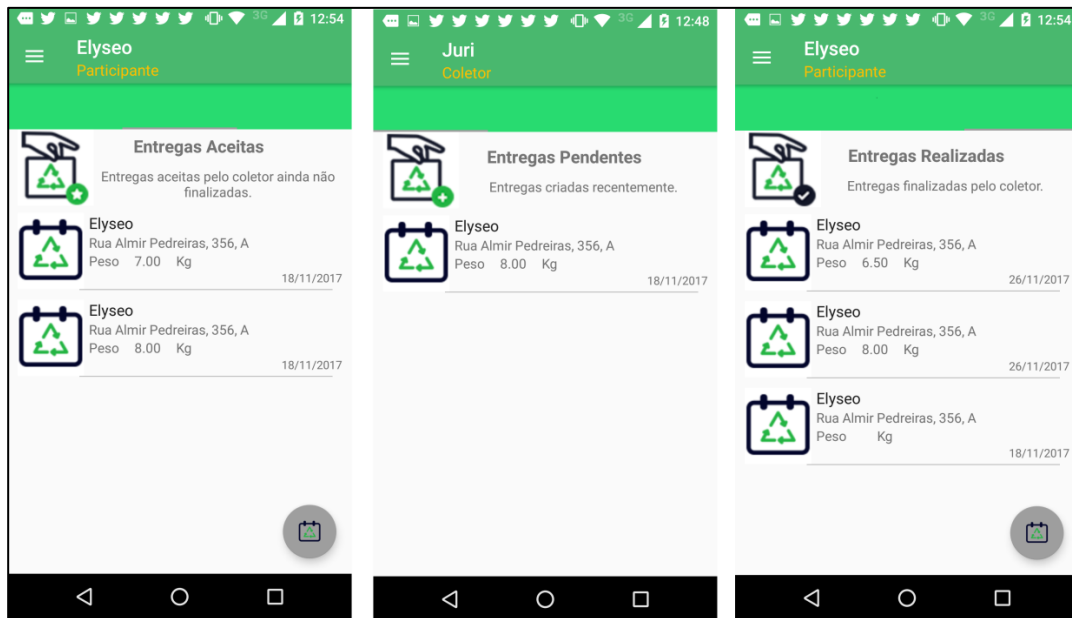 3G 12:54
Elyseo
Participante
Entregas Aceitas
Entregas aceitas pelo coletor ainda não
finalizadas.
Elyseo
Rua Almir Pedreiras, 356, A
Peso 7.00 Kg
18/11/2017
Elyseo
Rua Almir Pedreiras, 356, A
Peso 8.00 Kg
18/11/2017
3G 12:48
Juri
Coletor
Entregas Pendentes
Entregas criadas recentemente.
Elyseo
Rua Almir Pedreiras, 356, A
Peso 8.00 Kg
18/11/2017
3G 12:54
Elyseo
Participante
Entregas Realizadas
Entregas finalizadas pelo coletor.
Elyseo
Rua Almir Pedreiras, 356, A
Peso 6.50 Kg
26/11/2017
Elyseo
Rua Almir Pedreiras, 356, A
Peso 8.00 Kg
26/11/2017
Elyseo
Rua Almir Pedreiras, 356, A
Peso Kg
18/11/2017